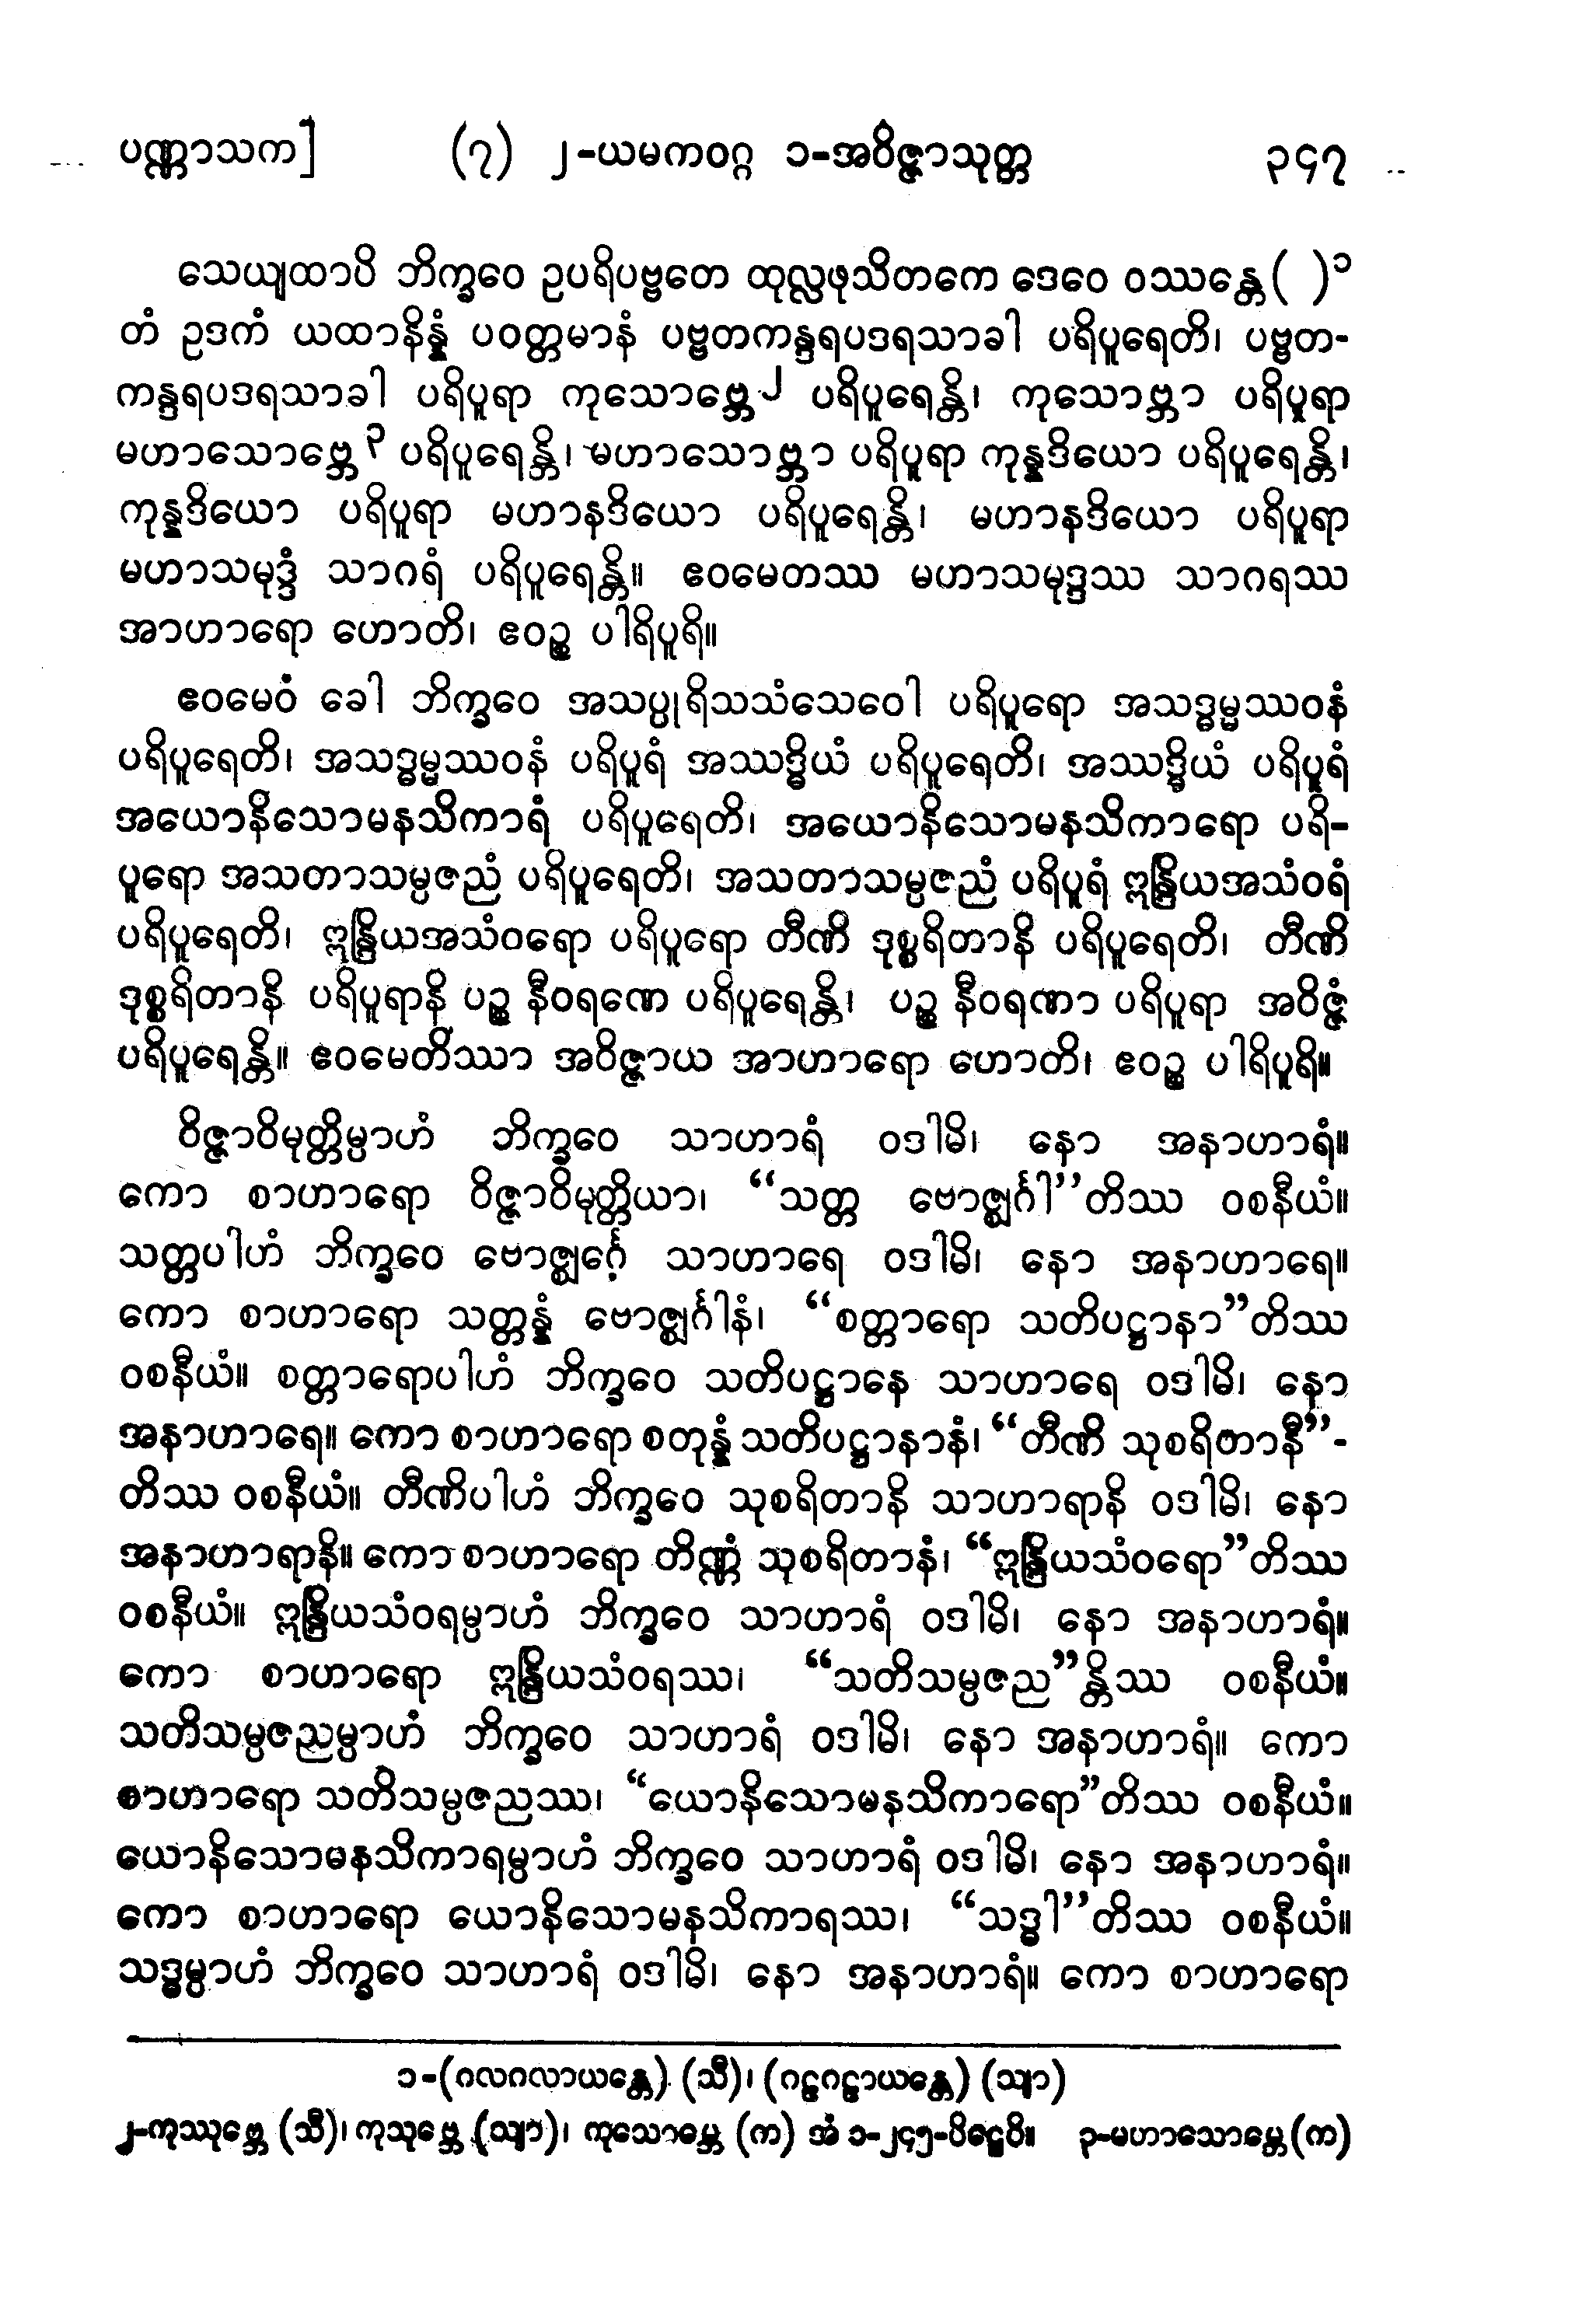 ပဏ္ဏာသက] (၇) ၂-ယမကဝဂ္ဂ ၁-အဝိဇ္ဇာသုတ္တ ၃၄၇
သေယျထာပိ ဘိက္ခဝေ ဥပရိပဗ္ဗတေ ထုလ္လဖုသိတကေ ဒေဝေ ဝဿန္တေ( )၁
တံ ဥဒကံ ယထာနိန္နံ ပဝတ္တမာနံ ပဗ္ဗတကန္ဒရပဒရသာခါ ပရိပူရေတိ၊ ပဗ္ဗတ-
ကန္ဒရပဒရသာခါ ပရိပူရာ ကုသောဗ္ဘေ ၂ ပရိပူရေန္တိ၊ ကုသောဗ္ဘာ ပရိပူရာ
မဟာသောဗ္ဘေ ၃ ပရိပူရေန္တိ၊ မဟာသောဗ္ဘာ ပရိပူရာ ကုန္နဒိယော ပရိပူရေန္တိ၊
ကုန္နဒိယော ပရိပူရာ မဟာနဒိယော ပရိပူရေန္တိ၊ မဟာနဒိယော ပရိပူရာ
မဟာသမုဒ္ဒံ သာဂရံ ပရိပူရေန္တိ။ ဧဝမေတဿ မဟာသမုဒ္ဒဿ သာဂရဿ
အာဟာရော ဟောတိ၊ ဧဝဉ္စ ပါရိပူရိ။
ဧဝမေဝံ ခေါ ဘိက္ခဝေ အသပ္ပုရိသသံသေဝေါ ပရိပူရော အသဒ္ဓမ္မဿဝနံ
ပရိပူရေတိ၊ အသဒ္ဓမ္မဿဝနံ ပရိပူရံ အဿဒ္ဓိယံ ပရိပူရေတိ၊ အဿဒ္ဓိယံ ပရိပူရံ
အယောနိသောမနသိကာရံ ပရိပူရေတိ၊ အယောနိသောမနသိကာရော ပရိ-
ပူရော အသတာသမ္ပဇညံ ပရိပူရေတိ၊ အသတာသမ္ပဇညံ ပရိပူရံ ဣန္ဒြိယအသံဝရံ
ပရိပူရေတိ၊ ဣန္ဒြိယအသံဝရော ပရိပူရော တီဏိ ဒုစ္စရိတာနိ ပရိပူရေတိ၊ တီဏိ
ဒုစ္စရိတာနိ ပရိပူရာနိ ပဉ္စ နီဝရဏေ ပရိပူရေန္တိ၊ ပဉ္စ နီဝရဏာ ပရိပူရာ အဝိဇ္ဇံ
ပရိပူရေန္တိ။ ဧဝမေတိဿာ အဝိဇ္ဇာယ အာဟာရော ဟောတိ၊ ဧဝဉ္စ ပါရိပူရိ။
ဝိဇ္ဇာဝိမုတ္တိမ္ပာဟံ ဘိက္ခဝေ သာဟာရံ ဝဒါမိ၊ နော အနာဟာရံ။
ကော စာဟာရော ဝိဇ္ဇာဝိမုတ္တိယာ၊ “သတ္တ ဗောဇ္ဈင်္ဂါ”တိဿ ဝစနီယံ။
သတ္တပါဟံ ဘိက္ခဝေ ဗောဇ္ဈင်္ဂေ သာဟာရေ ဝဒါမိ၊ နော အနာဟာရေ။
ကော စာဟာရော သတ္တန္နံ ဗောဇ္ဈင်္ဂါနံ၊ “စတ္တာရော သတိပဋ္ဌာနာ”တိဿ
ဝစနီယံ။ စတ္တာရောပါဟံ ဘိက္ခဝေ သတိပဋ္ဌာနေ သာဟာရေ ဝဒါမိ၊ နော
အနာဟာရေ။ ကော စာဟာရော စတုန္နံ သတိပဋ္ဌာနာနံ၊ “တီဏိ သုစရိတာနီ”-
တိဿ ဝစနီယံ။ တီဏိပါဟံ ဘိက္ခဝေ သုစရိတာနိ သာဟာရာနိ ဝဒါမိ၊ နော
အနာဟာရာနိ။ ကော စာဟာရော တိဏ္ဏံ သုစရိတာနံ၊ “ဣန္ဒြိယသံဝရော”တိဿ
ဝစနီယံ။ ဣန္ဒြိယသံဝရမ္ပာဟံ ဘိက္ခဝေ သာဟာရံ ဝဒါမိ၊ နော အနာဟာရံ။
ကော စာဟာရော ဣန္ဒြိယသံဝရဿ၊ “သတိသမ္ပဇည”န္တိဿ ဝစနီယံ။
သတိသမ္ပဇညမ္ပာဟံ ဘိက္ခဝေ သာဟာရံ ဝဒါမိ၊ နော အနာဟာရံ။ ကော
စာဟာရော သတိသမ္ပဇညဿ၊ “ယောနိသောမနသိကာရော”တိဿ ဝစနီယံ။
ယောနိသောမနသိကာရမ္ပာဟံ ဘိက္ခဝေ သာဟာရံ ဝဒါမိ၊ နော အနာဟာရံ။
ကော စာဟာရော ယောနိသောမနသိကာရဿ၊ “သဒ္ဓါ”တိဿ ဝစနီယံ။
သဒ္ဓမ္ပာဟံ ဘိက္ခဝေ သာဟာရံ ဝဒါမိ၊ နော အနာဟာရံ။ ကော စာဟာရော
၁-(ဂလဂလာယန္တေ) (သီ)၊ (ဂဠဂဠာယန္တေ) (သျာ)
၂-ကုဿုဗ္ဘေ (သီ)၊ ကုသုဗ္ဘေ (သျာ)၊ ကုသောမ္ဘေ (က) အံ ၁-၂၄၅-ပိဋ္ဌေပိ။ ၃-မဟာသောမ္ဘေ(က)